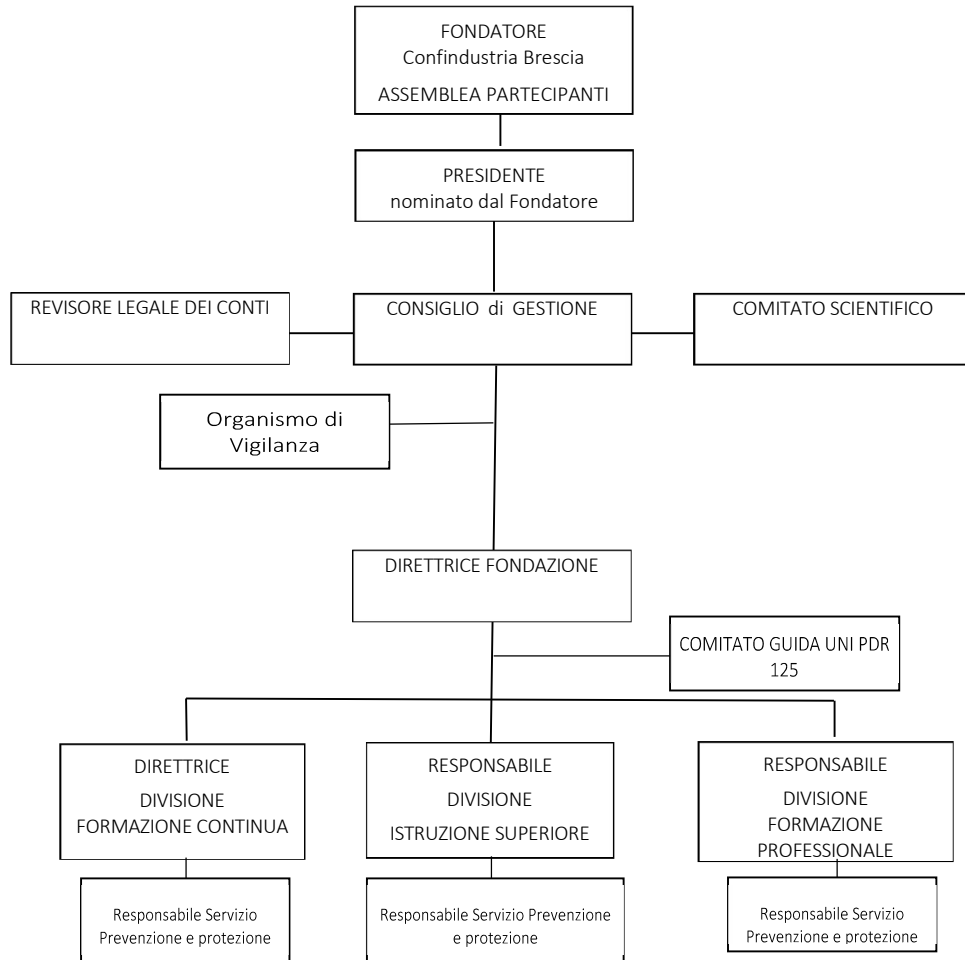 FONDATORE
Confindustria Brescia
ASSEMBLEA PARTECIPANTI
PRESIDENTE
nominato dal Fondatore
REVISORE LEGALE DEI CONTI
CONSIGLIO di GESTIONE
COMITATO SCIENTIFICO
Organismo di
Vigilanza
DIRETTRICE FONDAZIONE
COMITATO GUIDA UNI PDR
125
DIRETTRICE
DIVISIONE
FORMAZIONE CONTINUA
RESPONSABILE
DIVISIONE
ISTRUZIONE SUPERIORE
RESPONSABILE
DIVISIONE
FORMAZIONE
PROFESSIONALE
Responsabile Servizio
Prevenzione e protezione
Responsabile Servizio Prevenzione
e protezione
Responsabile Servizio
Prevenzione e protezione